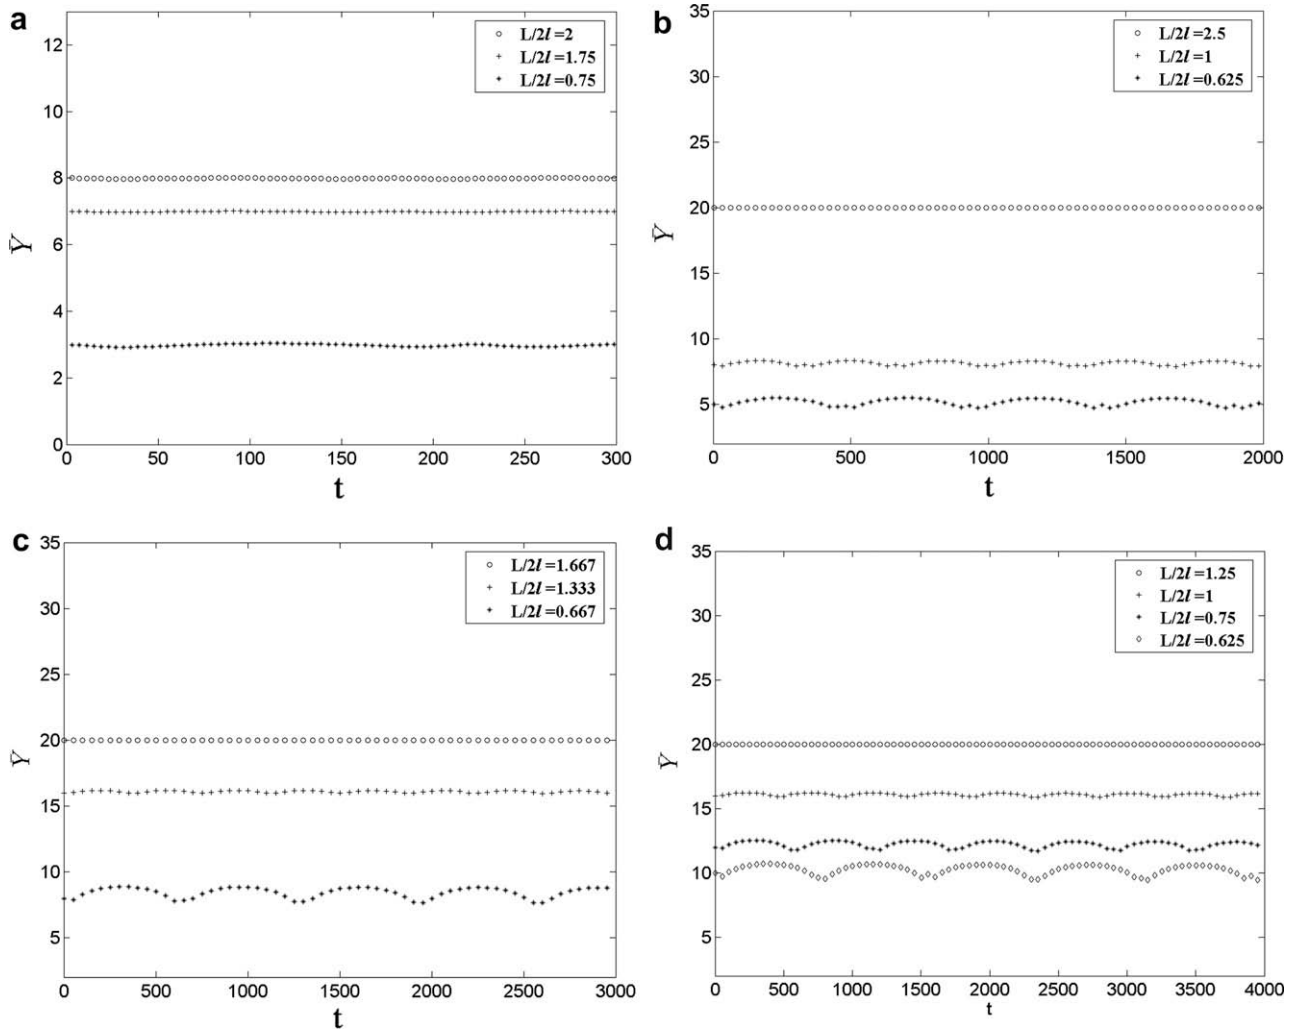 a
12
10
8
6
4
2
0
Ȳ
0 50 100 150 200 250 300
t
L/2l =2
L/2l =1.75
L/2l =0.75
b
35
30
25
20
15
10
5
Ȳ
0 500 1000 1500 2000
t
L/2l =2.5
L/2l =1
L/2l =0.625
c
35
30
25
20
15
10
5
Ȳ
0 500 1000 1500 2000 2500 3000
t
L/2l =1.667
L/2l =1.333
L/2l =0.667
d
35
30
25
20
15
10
5
Ȳ
0 500 1000 1500 2000 2500 3000 3500 4000
t
L/2l =1.25
L/2l =1
L/2l =0.75
L/2l =0.625